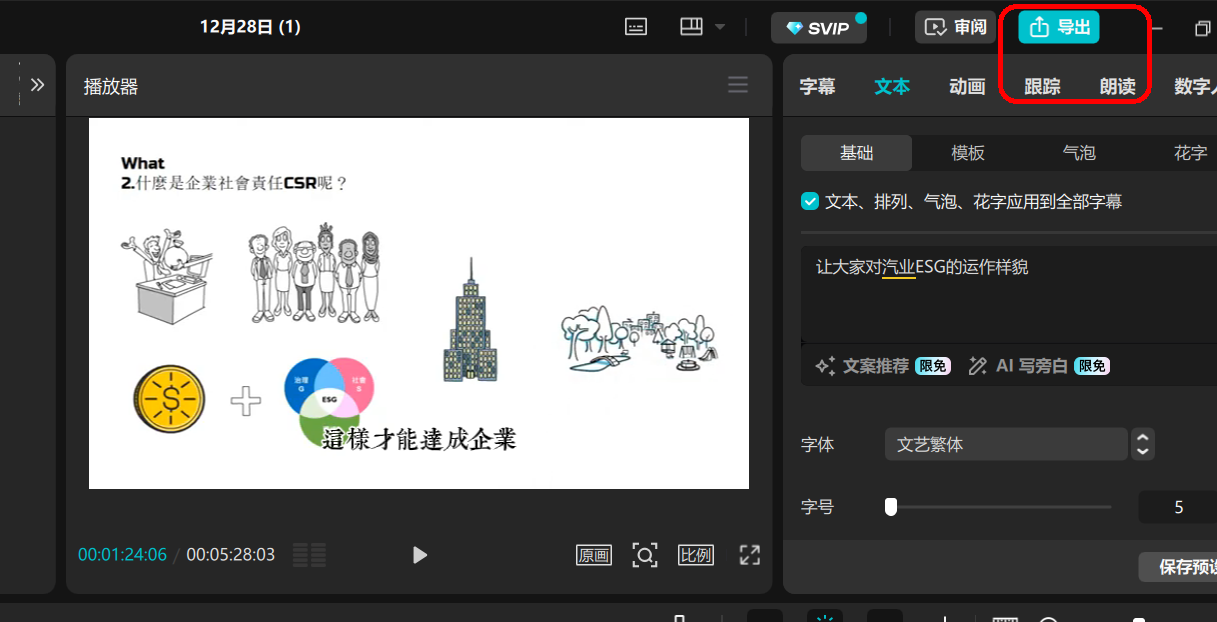 12月28日 (1)
SVIP
审阅
导出
播放器
字幕
文本
动画
跟踪
朗读
数字
What
2.什麼是企業社會責任CSR呢？
治理
G
社會
S
ESG
這樣才能達成企業
00:01:24:06 / 00:05:28:03
原画
比例
基础
模板
气泡
花字
文本、排列、气泡、花字应用到全部字幕
让大家对汽业ESG的运作样貌
文案推荐 限免
AI 写旁白 限免
字体
文艺繁体
字号
5
保存预设